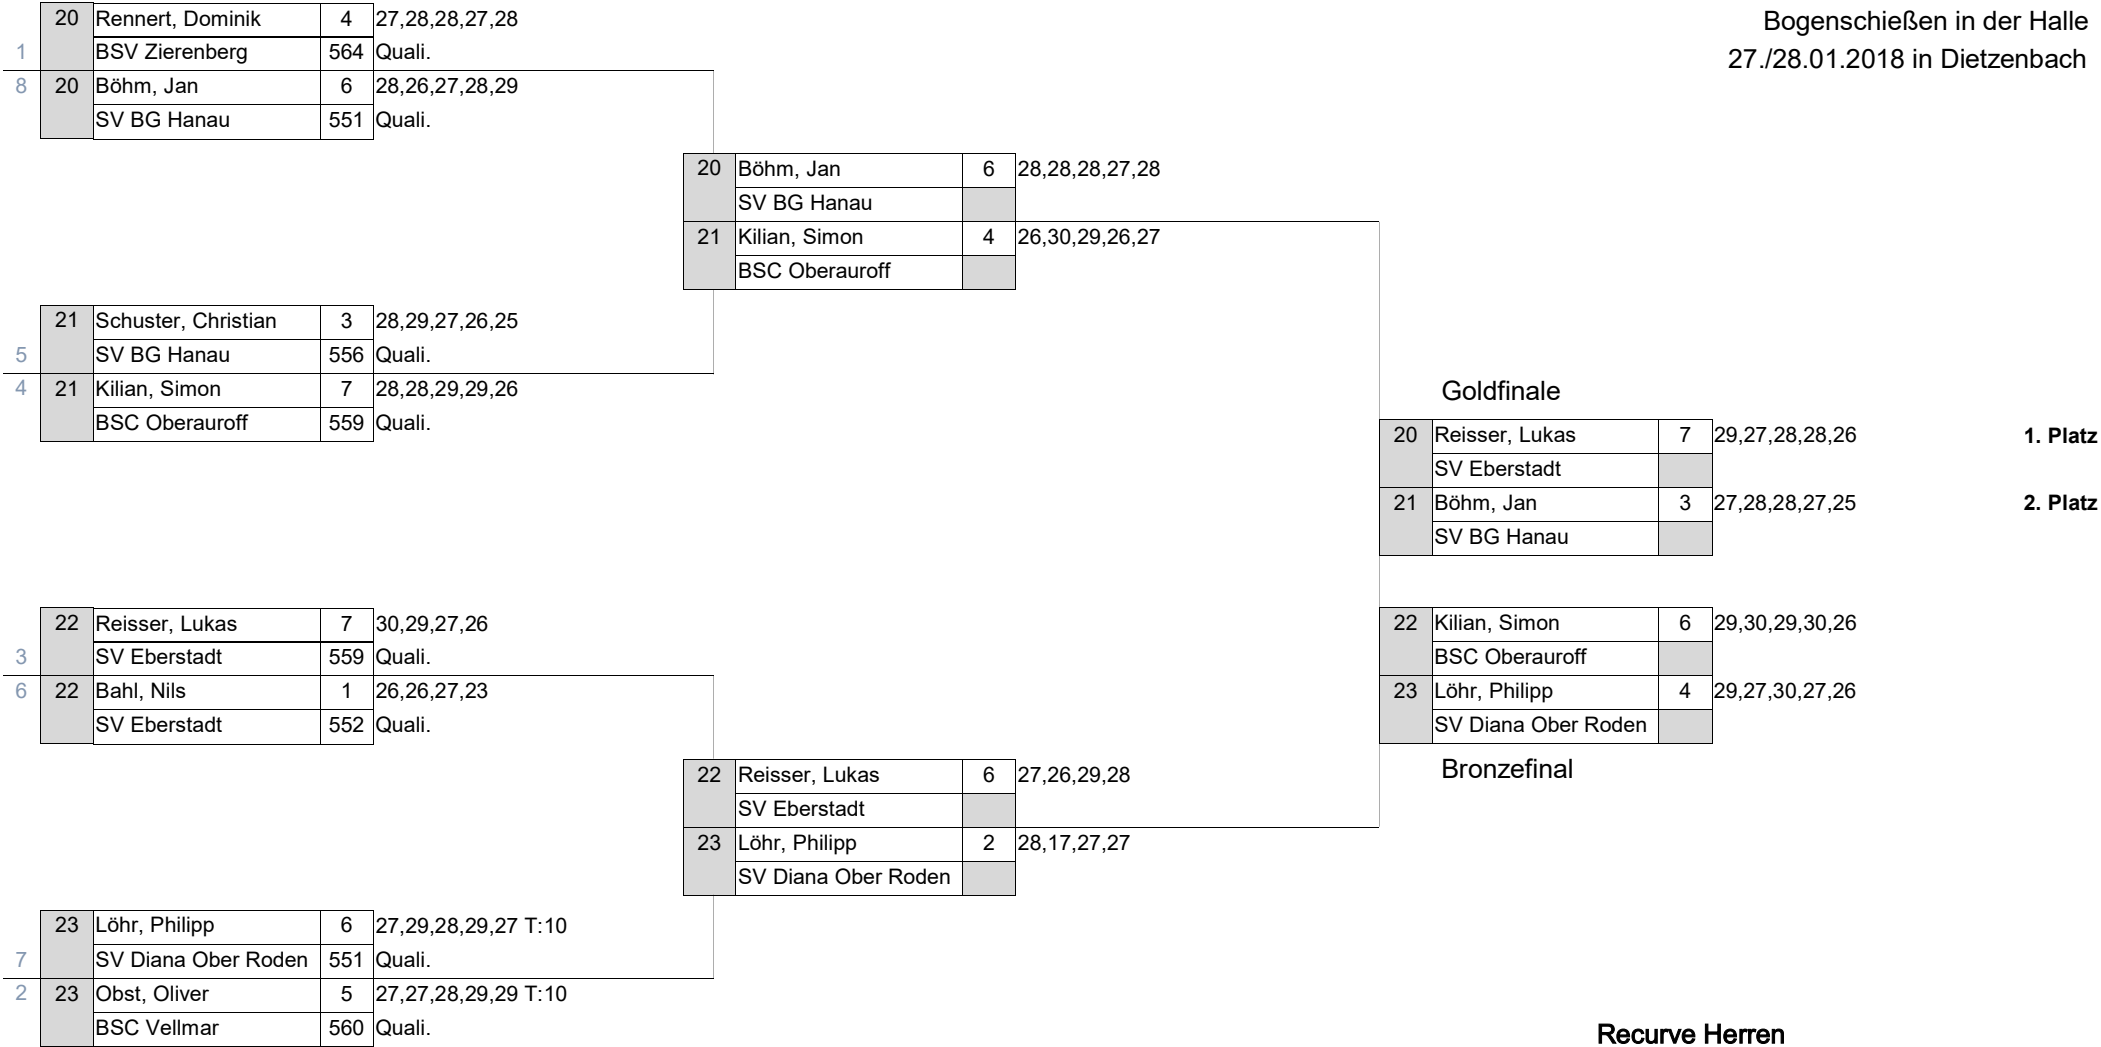 Bogenschießen in der Halle
27./28.01.2018 in Dietzenbach
20 Rennert, Dominik 4 27,28,28,27,28
1 BSV Zierenberg 564 Quali.
8 20 Böhm, Jan 6 28,26,27,28,29
SV BG Hanau 551 Quali.
20 Böhm, Jan 6 28,28,28,27,28
SV BG Hanau
21 Kilian, Simon 4 26,30,29,26,27
BSC Oberauroff
21 Schuster, Christian 3 28,29,27,26,25
5 SV BG Hanau 556 Quali.
4 21 Kilian, Simon 7 28,28,29,29,26
BSC Oberauroff 559 Quali.
Goldfinale
20 Reisser, Lukas 7 29,27,28,28,26 1. Platz
SV Eberstadt
21 Böhm, Jan 3 27,28,28,27,25 2. Platz
SV BG Hanau
22 Reisser, Lukas 7 30,29,27,26
3 SV Eberstadt 559 Quali.
6 22 Bahl, Nils 1 26,26,27,23
SV Eberstadt 552 Quali.
22 Kilian, Simon 6 29,30,29,30,26
BSC Oberauroff
23 Löhr, Philipp 4 29,27,30,27,26
SV Diana Ober Roden
Bronzefinal
22 Reisser, Lukas 6 27,26,29,28
SV Eberstadt
23 Löhr, Philipp 2 28,17,27,27
SV Diana Ober Roden
23 Löhr, Philipp 6 27,29,28,29,27 T:10
7 SV Diana Ober Roden 551 Quali.
2 23 Obst, Oliver 5 27,27,28,29,29 T:10
BSC Vellmar 560 Quali.
Recurve Herren